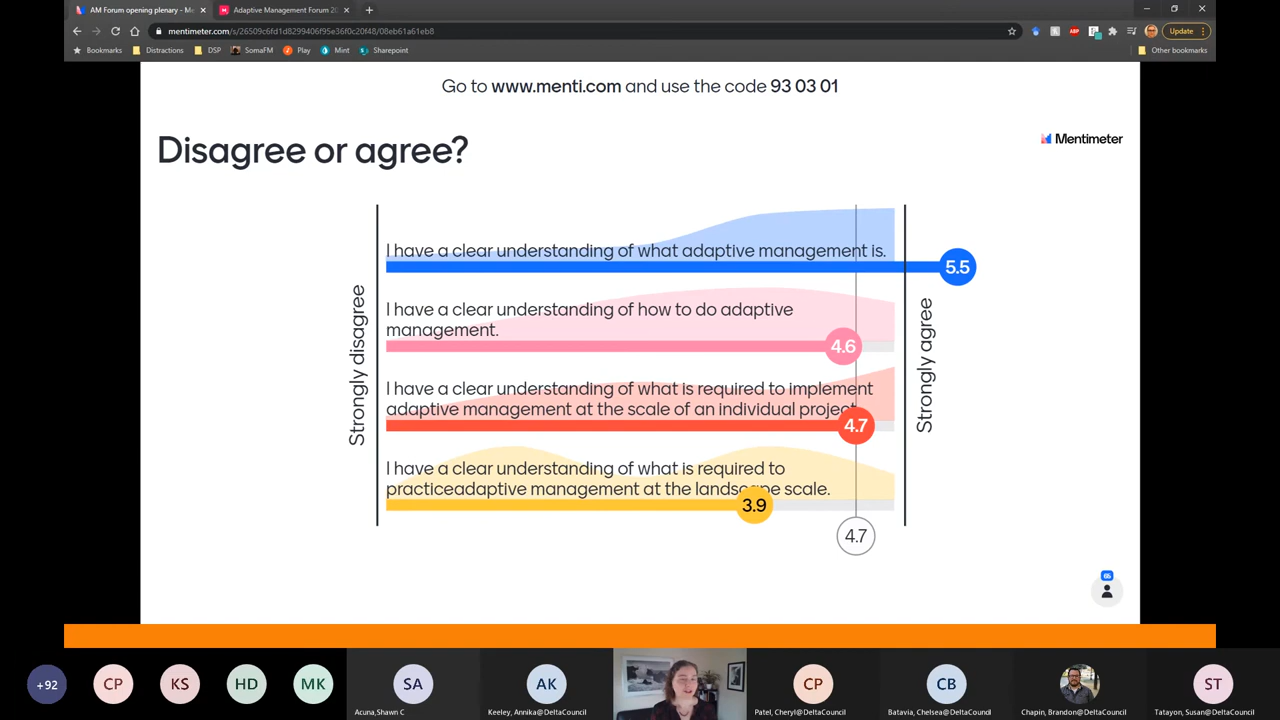 AM Forum opening plenary - Me
Adaptive Management Forum 20
mentimeter.com/s/26509c6fd1d8299406f95e36f0c20f48/08eb61a61eb8
Update
Bookmarks
Distractions
DSP
SomaFM
Play
Mint
Sharepoint
Other bookmarks
ABP
Go to www.menti.com and use the code 93 03 01
Disagree or agree?
Mentimeter
Strongly disagree
I have a clear understanding of what adaptive management is.
5.5
I have a clear understanding of how to do adaptive
management.
4.6
I have a clear understanding of what is required to implement
adaptive management at the scale of an individual project.
4.7
I have a clear understanding of what is required to
practiceadaptive management at the landscape scale.
3.9
4.7
Strongly agree
65
+92
CP
KS
HD
MK
SA
Acuna,Shawn C
AK
Keeley, Annika@DeltaCouncil
CP
Patel, Cheryl@DeltaCouncil
CB
Batavia, Chelsea@DeltaCouncil
Chapin, Brandon@DeltaCouncil
ST
Tatayon, Susan@DeltaCouncil